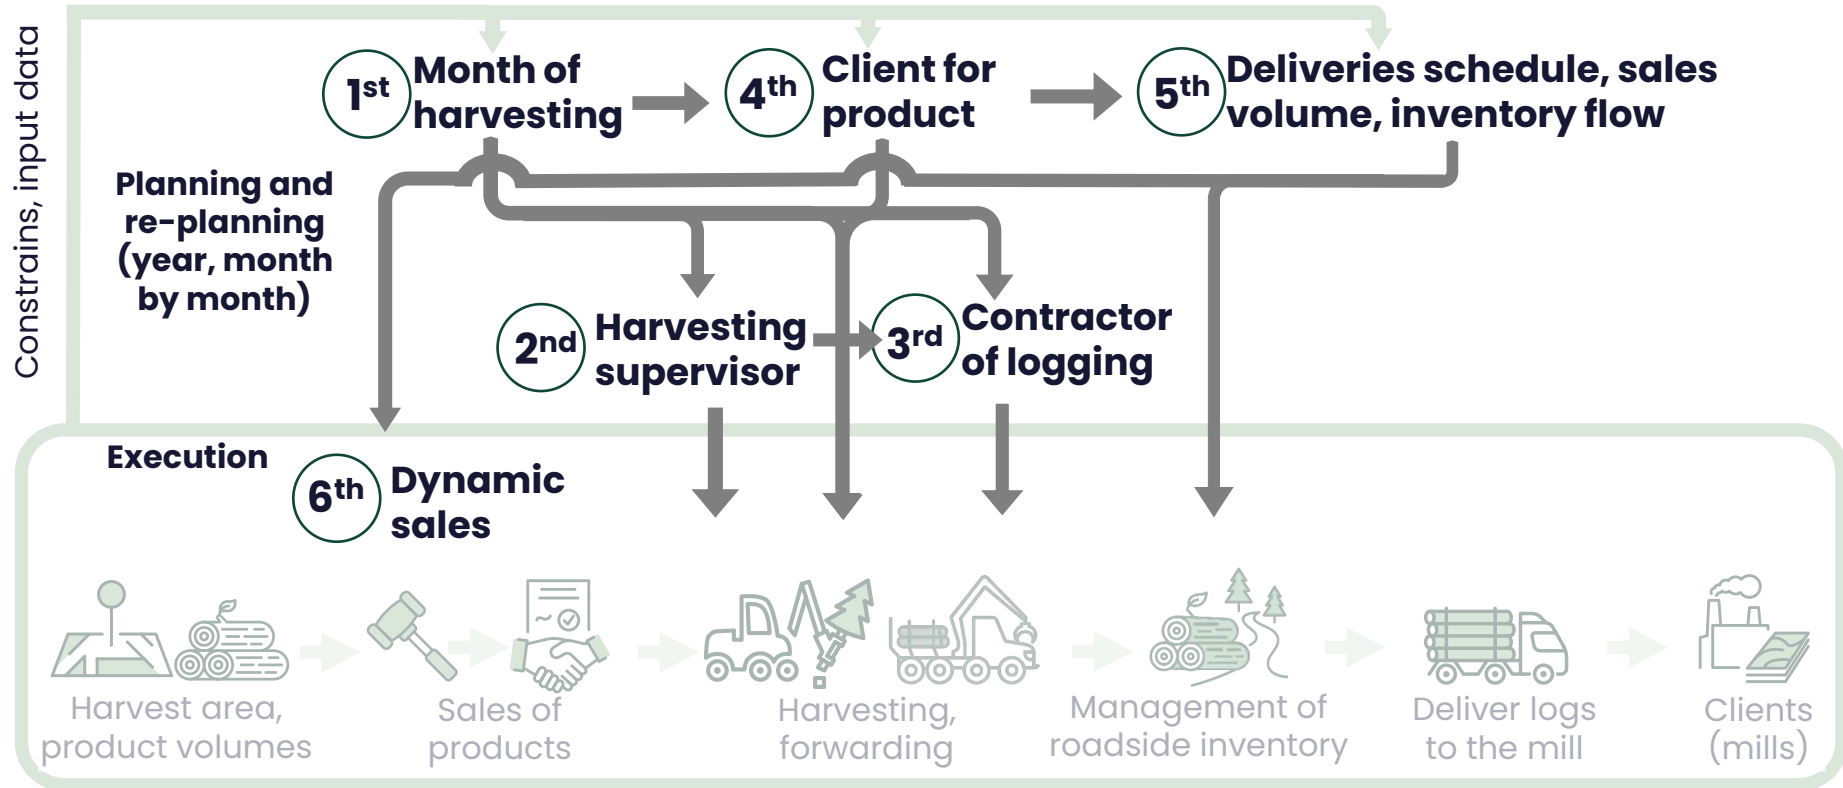 Constrains, input data
1st
Month of
harvesting
4th
Client for
product
5th
Deliveries schedule, sales
volume, inventory flow
Planning and
re-planning
(year, month
by month)
2nd
Harvesting
supervisor
3rd
Contractor
of logging
Execution
6th
Dynamic
sales
Harvest area,
product volumes
Sales of
products
Harvesting,
forwarding
Management of
roadside inventory
Deliver logs
to the mill
Clients
(mills)